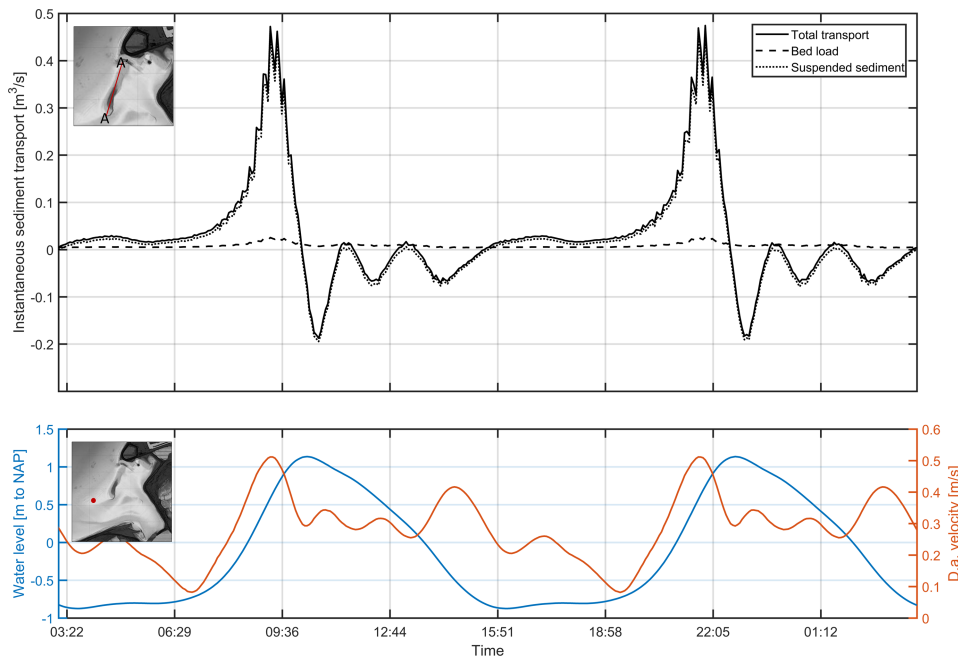 0.5
0.4
0.3
0.2
0.1
0
-0.1
-0.2
Instantaneous sediment transport [m³/s]
A'
A
Total transport
Bed load
Suspended sediment
1.5
1
0.5
0
-0.5
-1
Water level [m to NAP]
0.6
0.5
0.4
0.3
0.2
0.1
0
D.a. velocity [m/s]
03:22 06:29 09:36 12:44 15:51 18:58 22:05 01:12
Time